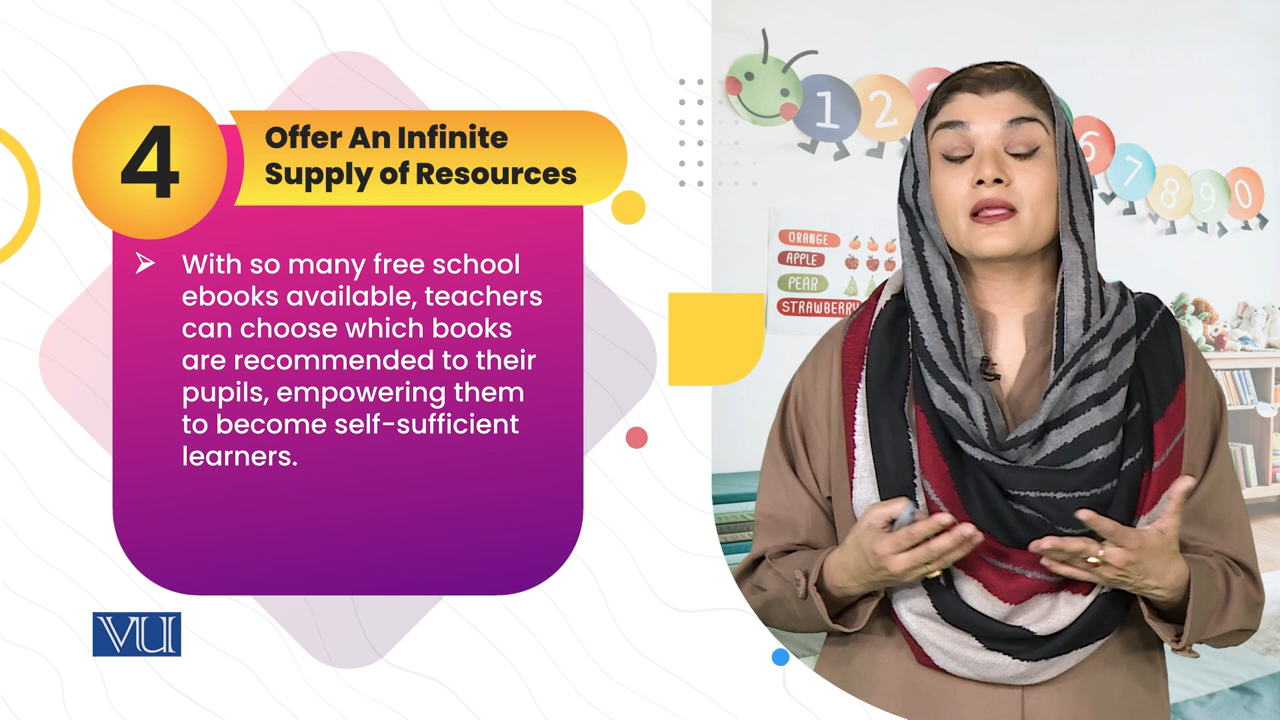 4
Offer An Infinite
Supply of Resources
➢ With so many free school
ebooks available, teachers
can choose which books
are recommended to their
pupils, empowering them
to become self-sufficient
learners.
VU
1 2
6 7 8 9 0
ORANGE
APPLE
PEAR
STRAWBERRY